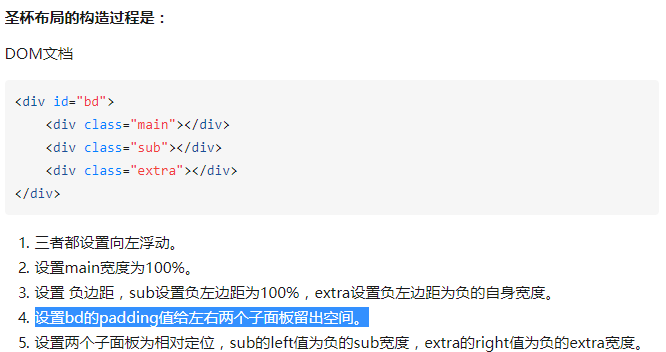 圣杯布局的构造过程是：
DOM文档
<div id="bd">
    <div class="main"></div>
    <div class="sub"></div>
    <div class="extra"></div>
</div>
1. 三者都设置向左浮动。
2. 设置main宽度为100%。
3. 设置 负边距，sub设置负左边距为100%，extra设置负左边距为负的自身宽度。
4. 设置bd的padding值给左右两个子面板留出空间。
5. 设置两个子面板为相对定位，sub的left值为负的sub宽度，extra的right值为负的extra宽度。